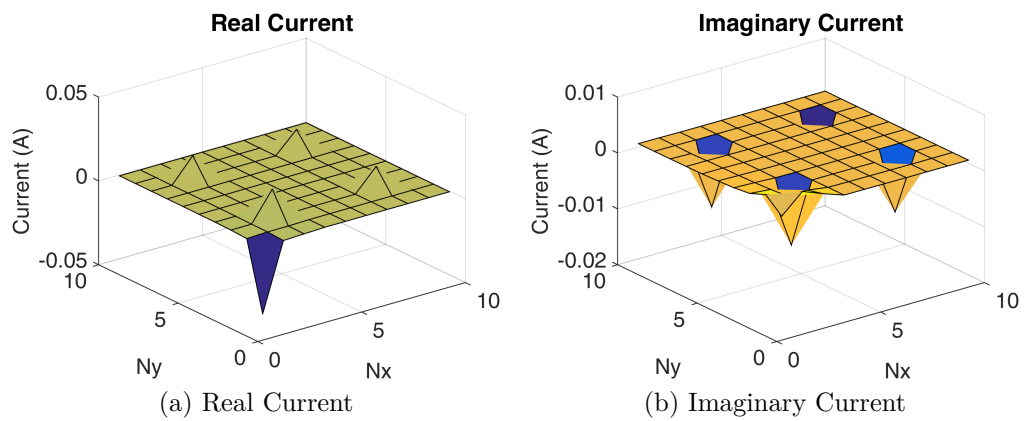 Real Current
0.05
0
-0.05
Current (A)
10
5
0
Ny
0
5
10
Nx
(a) Real Current
Imaginary Current
0.01
0
-0.01
-0.02
Current (A)
10
5
0
Ny
0
5
10
Nx
(b) Imaginary Current